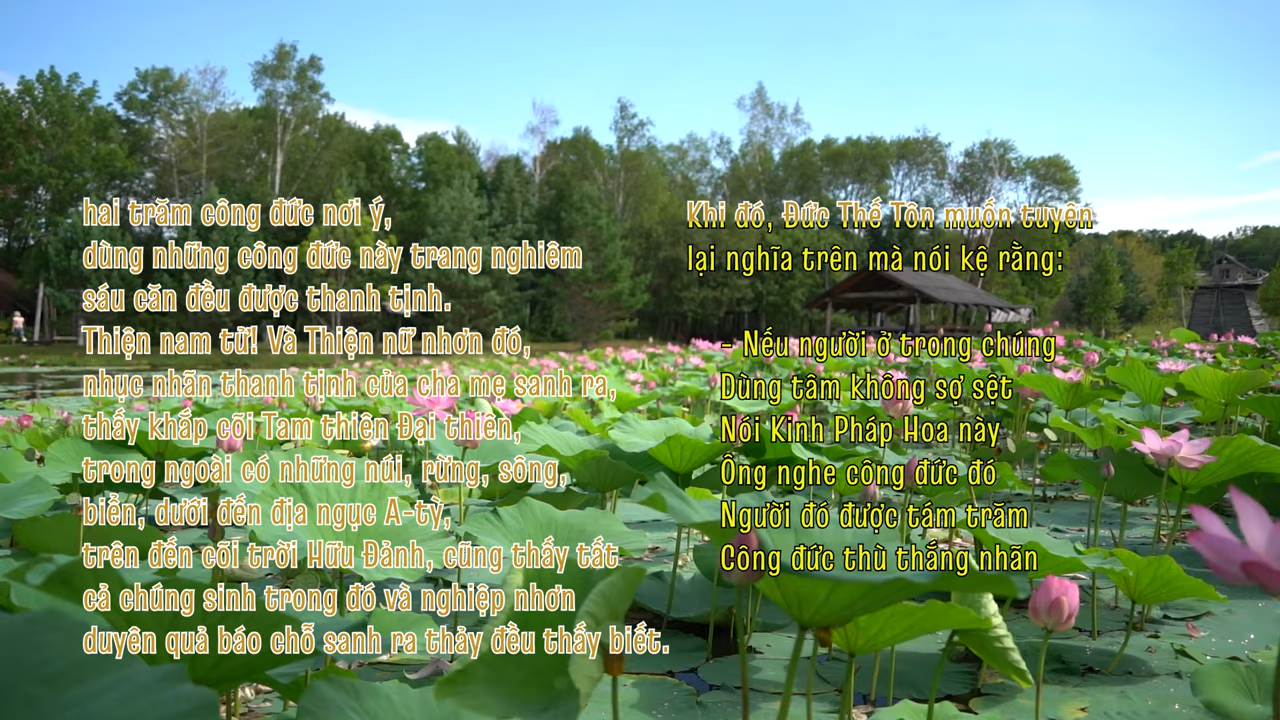 hai trăm công đức nơi ý,
dùng những công đức này trang nghiêm
sáu căn đều được thanh tịnh.
Thiện nam tử! Và Thiện nữ nhơn đó,
nhục nhãn thanh tịnh của cha mẹ sanh ra,
thấy khắp cõi Tam thiện Đại thiên,
trong ngoài có những núi, rừng, sông,
biển, dưới đến địa ngục A-tỳ,
trên đến cõi trời Hữu Đảnh, cũng thấy tất
cả chúng sinh trong đó và nghiệp nhơn
duyên quả báo chỗ sanh ra thảy đều thấy biết.
Khi đó, Đức Thế Tôn muốn tuyên
lại nghĩa trên mà nói kệ rằng:
- Nếu người ở trong chúng
Dùng tâm không sợ sệt
Nói Kinh Pháp Hoa này
Ông nghe công đức đó
Người đó được tám trăm
Công đức thù thắng nhãn